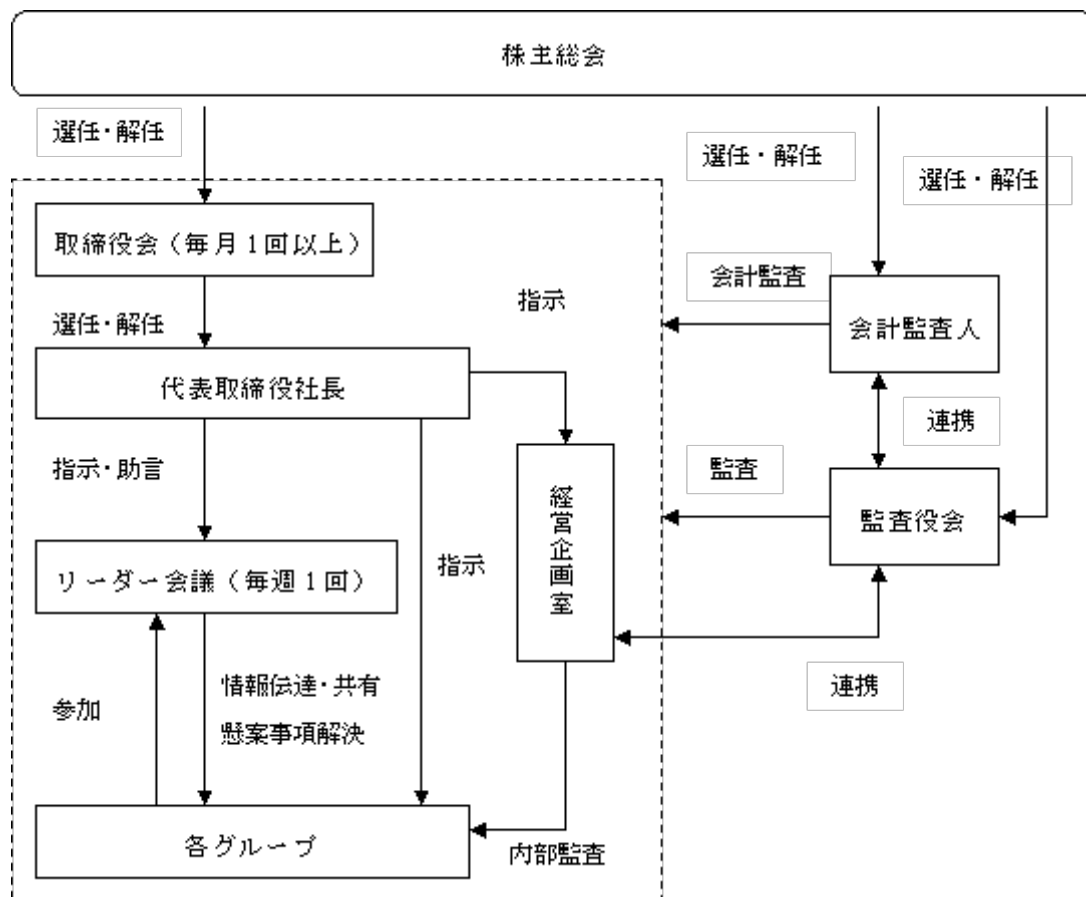 株主総会
選任・解任
選任・解任
選任・解任
取締役会(毎月1回以上)
会計監査
指示
会計監査人
選任・解任
代表取締役社長
連携
指示・助言
監査
経営企画室
監査役会
リーダー会議(毎週1回)
指示
情報伝達・共有
連携
参加
懸案事項解決
各グループ
内部監査